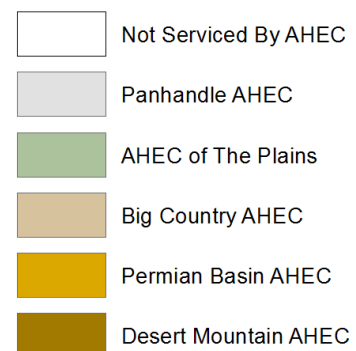 Not Serviced By AHEC
Panhandle AHEC
AHEC of The Plains
Big Country AHEC
Permian Basin AHEC
Desert Mountain AHEC